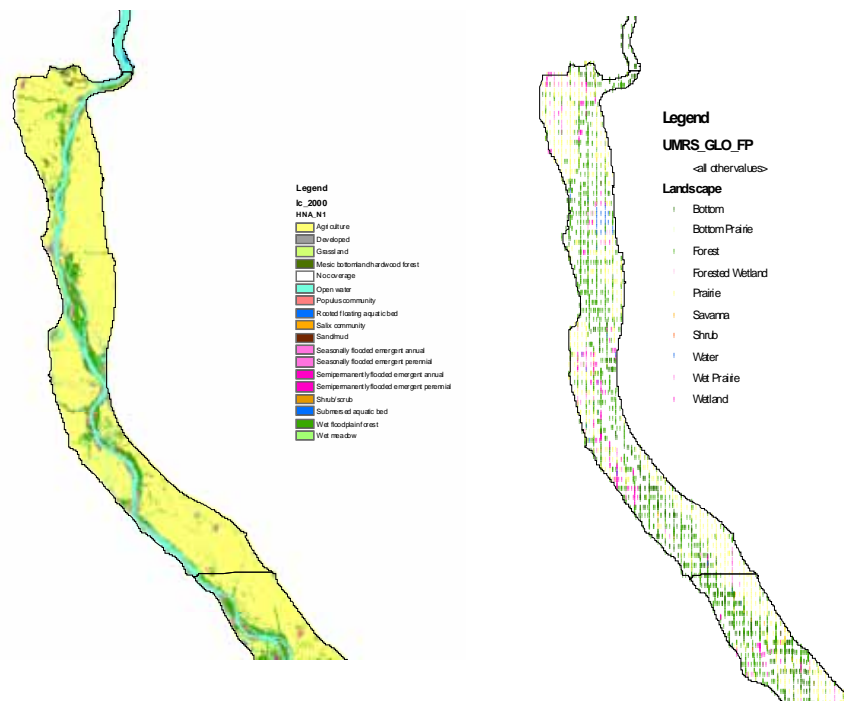 Legend
lc_2000
HNA_N1
Agriculture
Developed
Grassland
Mesic bottomland hardwood forest
No coverage
Open water
Populus community
Rooted floating aquatic bed
Salix community
Sand/mud
Seasonally flooded emergent annual
Seasonally flooded emergent perennial
Semipermanently flooded emergent annual
Semipermanently flooded emergent perennial
Shrub/scrub
Submersed aquatic bed
Wet floodplain forest
Wet meadow
Legend
UMRS_GLO_FP
<all other values>
Landscape
Bottom
Bottom Prairie
Forest
Forested Wetland
Prairie
Savanna
Shrub
Water
Wet Prairie
Wetland